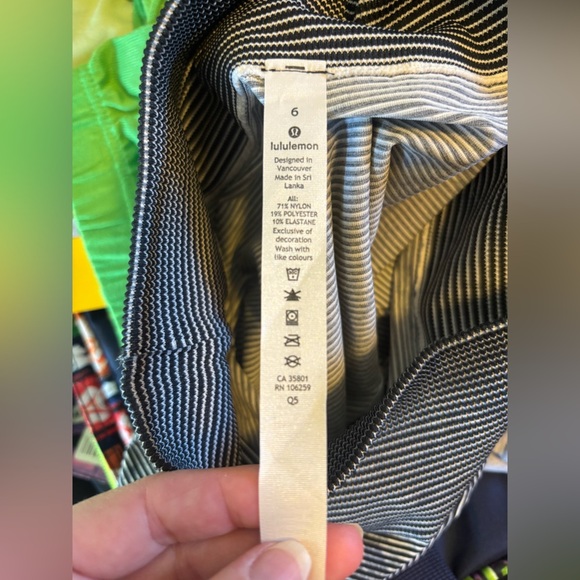 6
lululemon
Designed in
Vancouver
Made in Sri
Lanka
All:
71% NYLON
19% POLYESTER
10% ELASTANE
Exclusive of
decoration
Wash with
like colours
CA 35801
RN 106259
Q5